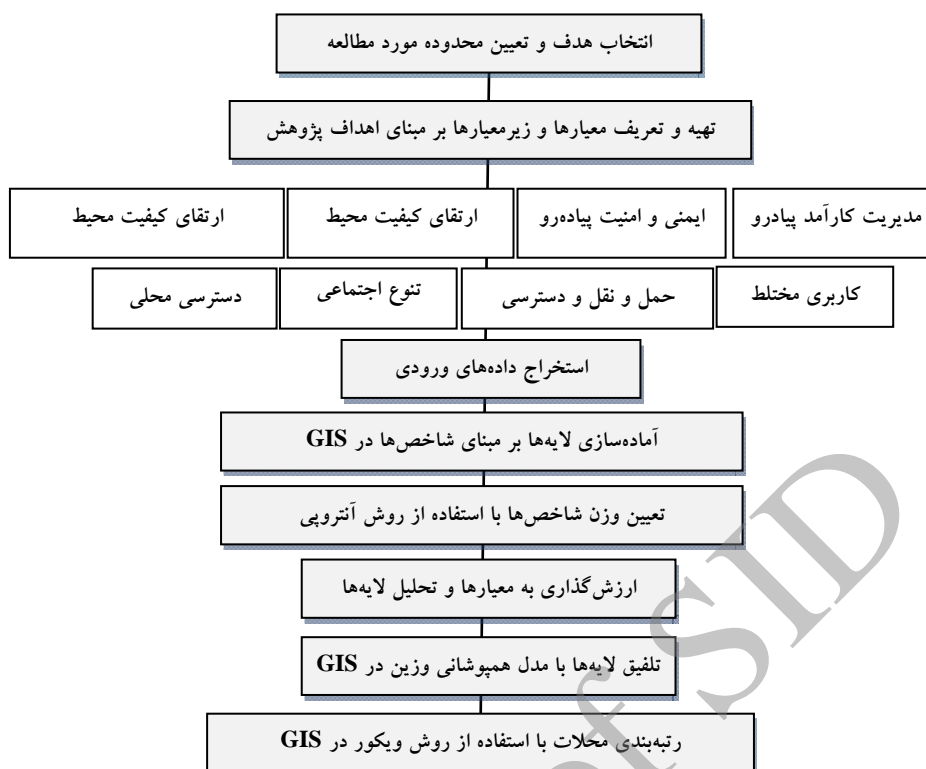 انتخاب هدف و تعیین محدوده مورد مطالعه
تهیه و تعریف معیارها و زیرمعیارها بر مبنای اهداف پژوهش
مدیریت کارآمد پیادرو
ایمنی و امنیت پیاده‌رو
ارتقای کیفیت محیط
ارتقای کیفیت محیط
کاربری مختلط
حمل و نقل و دسترسی
تنوع اجتماعی
دسترسی محلی
استخراج داده‌های ورودی
آماده‌سازی لایه‌ها بر مبنای شاخص‌ها در GIS
تعیین وزن شاخص‌ها با استفاده از روش آنتروپی
ارزش‌گذاری به معیارها و تحلیل لایه‌ها
تلفیق لایه‌ها با مدل همپوشانی وزین در GIS
رتبه‌بندی محلات با استفاده از روش ویکور در GIS
of SID